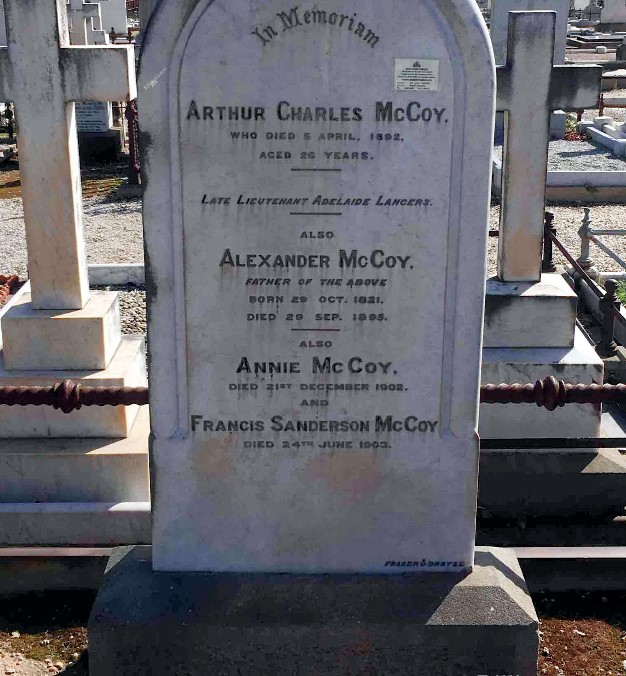 In Memoriam
ARTHUR CHARLES McCOY.
WHO DIED 5 APRIL, 1892,
AGED 26 YEARS.
LATE LIEUTENANT ADELAIDE LANCERS.
ALSO
ALEXANDER McCOY,
FATHER OF THE ABOVE
BORN 29 OCT. 1821.
DIED 29 SEP. 1895.
ALSO
ANNIE McCOY,
DIED 21ST DECEMBER 1902.
AND
FRANCIS SANDERSON McCOY
DIED 24TH JUNE 1903.